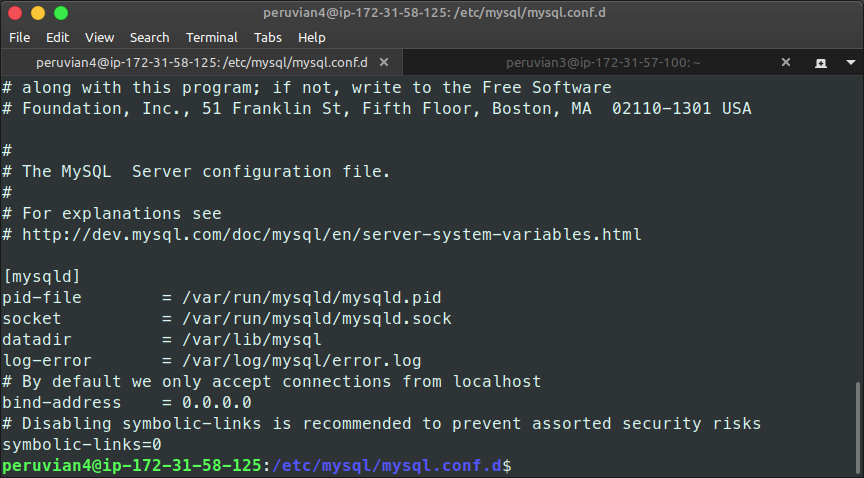 peruvian4@ip-172-31-58-125: /etc/mysql/mysql.conf.d
File Edit View Search Terminal Tabs Help
peruvian4@ip-172-31-58-125: /etc/mysql/mysql.conf.d × peruvian3@ip-172-31-57-100: ~ ×
# along with this program; if not, write to the Free Software
# Foundation, Inc., 51 Franklin St, Fifth Floor, Boston, MA  02110-1301 USA

#
# The MySQL  Server configuration file.
#
# For explanations see
# http://dev.mysql.com/doc/mysql/en/server-system-variables.html

[mysqld]
pid-file        = /var/run/mysqld/mysqld.pid
socket          = /var/run/mysqld/mysqld.sock
datadir         = /var/lib/mysql
log-error       = /var/log/mysql/error.log
# By default we only accept connections from localhost
bind-address    = 0.0.0.0
# Disabling symbolic-links is recommended to prevent assorted security risks
symbolic-links=0
peruvian4@ip-172-31-58-125:/etc/mysql/mysql.conf.d$